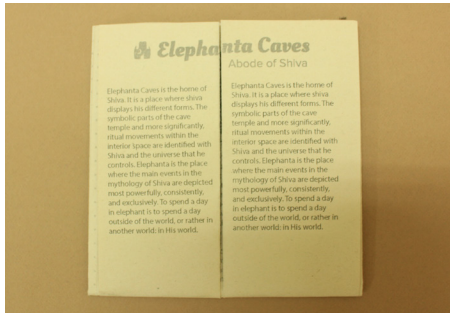 Elephanta Caves
Abode of Shiva
Elephanta Caves is the home of
Shiva. It is a place where shiva
displays his different forms. The
symbolic parts of the cave
temple and more significantly,
ritual movements within the
interior space are identified with
Shiva and the universe that he
controls. Elephanta is the place
where the main events in the
mythology of Shiva are depicted
most powerfully, consistently,
and exclusively. To spend a day
in elephant is to spend a day
outside of the world, or rather in
another world; in His world.
Elephanta Caves is the home of
Shiva. It is a place where shiva
displays his different forms. The
symbolic parts of the cave
temple and more significantly,
ritual movements within the
interior space are identified with
Shiva and the universe that he
controls. Elephanta is the place
where the main events in the
mythology of Shiva are depicted
most powerfully, consistently,
and exclusively. To spend a day
in elephant is to spend a day
outside of the world, or rather in
another world; in His world.